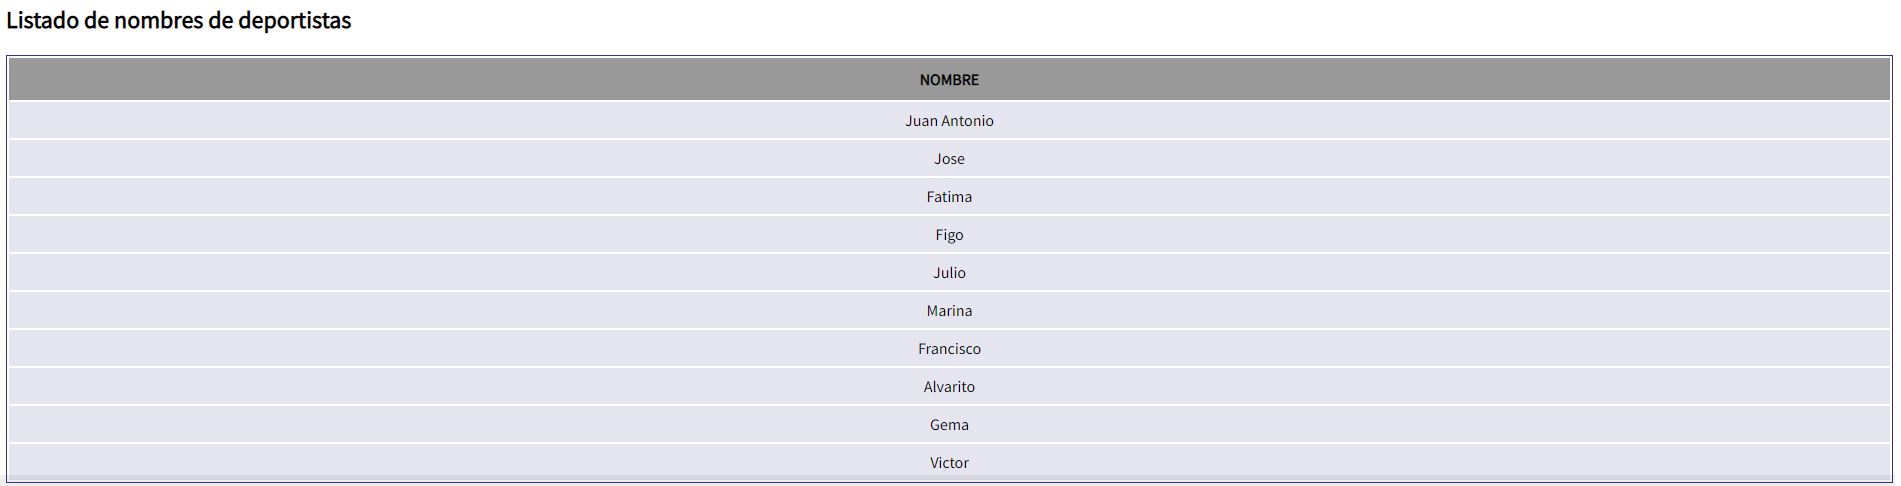 Listado de nombres de deportistas
NOMBRE
Juan Antonio
Jose
Fatima
Figo
Julio
Marina
Francisco
Alvarito
Gema
Victor